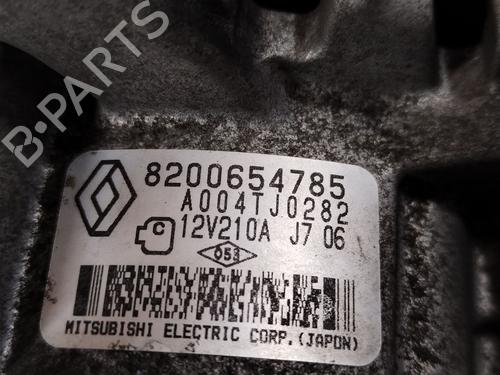 B-PARTS
8200654785
A004TJ0282
C 12V210A J7 06
053
MITSUBISHI ELECTRIC CORP.(JAPON)